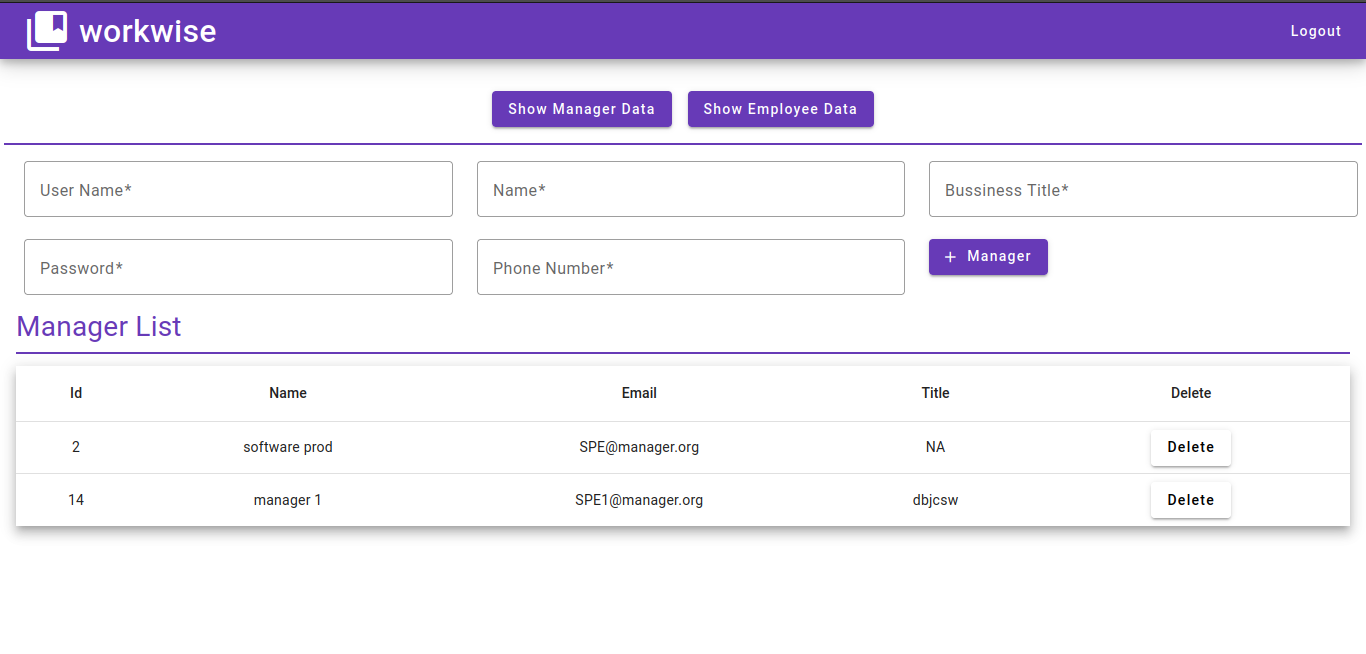 workwise Logout
Show Manager Data Show Employee Data
User Name* Name* Bussiness Title*
Password* Phone Number* + Manager
Manager List
Id Name Email Title Delete
2 software prod SPE@manager.org NA Delete
14 manager 1 SPE1@manager.org dbjcsw Delete